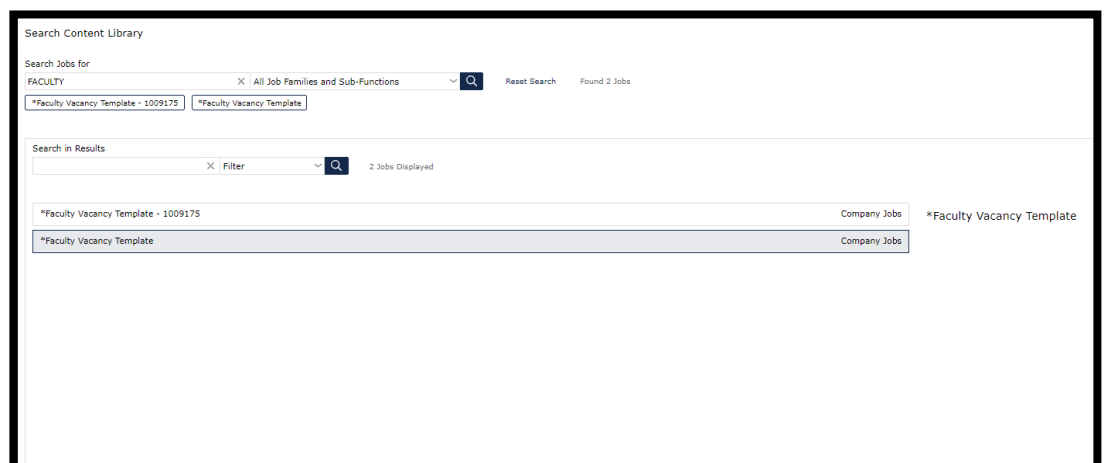 Search Content Library
Search Jobs for
FACULTY All Job Families and Sub-Functions Reset Search Found 2 Jobs
*Faculty Vacancy Template - 1009175 *Faculty Vacancy Template
Search in Results
Filter 2 Jobs Displayed
*Faculty Vacancy Template - 1009175 Company Jobs *Faculty Vacancy Template
*Faculty Vacancy Template Company Jobs